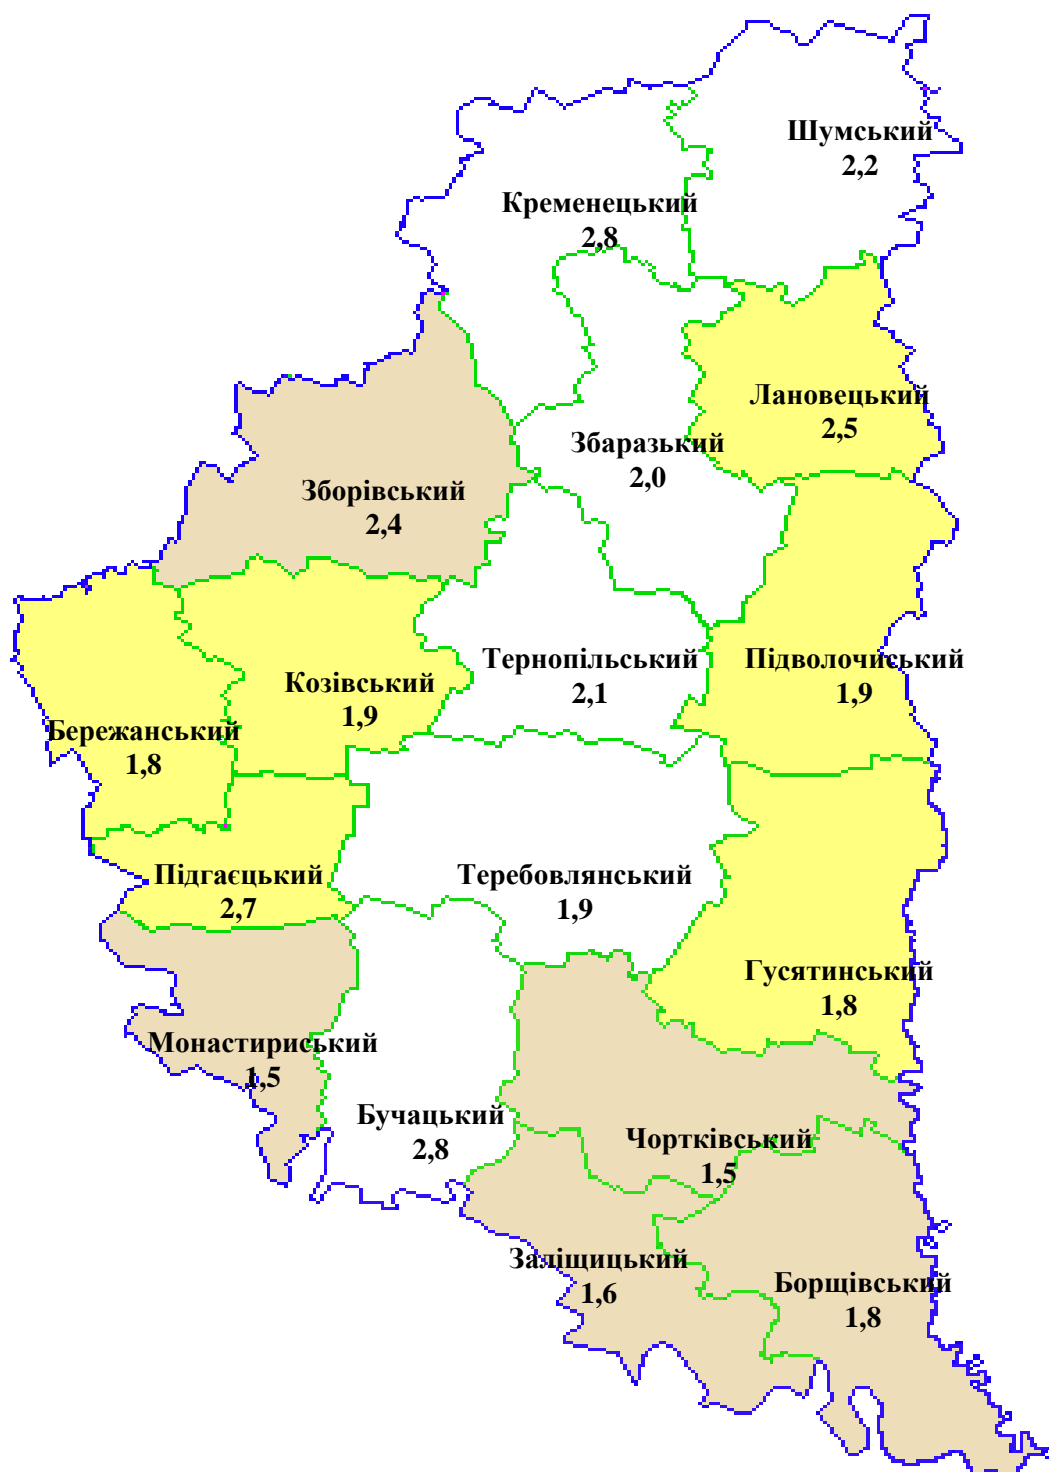 Шумський
2,2
Кременецький
2,8
Лановецький
2,5
Збаразький
2,0
Зборівський
2,4
Тернопільський
2,1
Підволочиський
1,9
Козівський
1,9
Бережанський
1,8
Підгаєцький
2,7
Теребовлянський
1,9
Гусятинський
1,8
Монастириський
1,5
Бучацький
2,8
Чортківський
1,5
Заліщицький
1,6
Борщівський
1,8